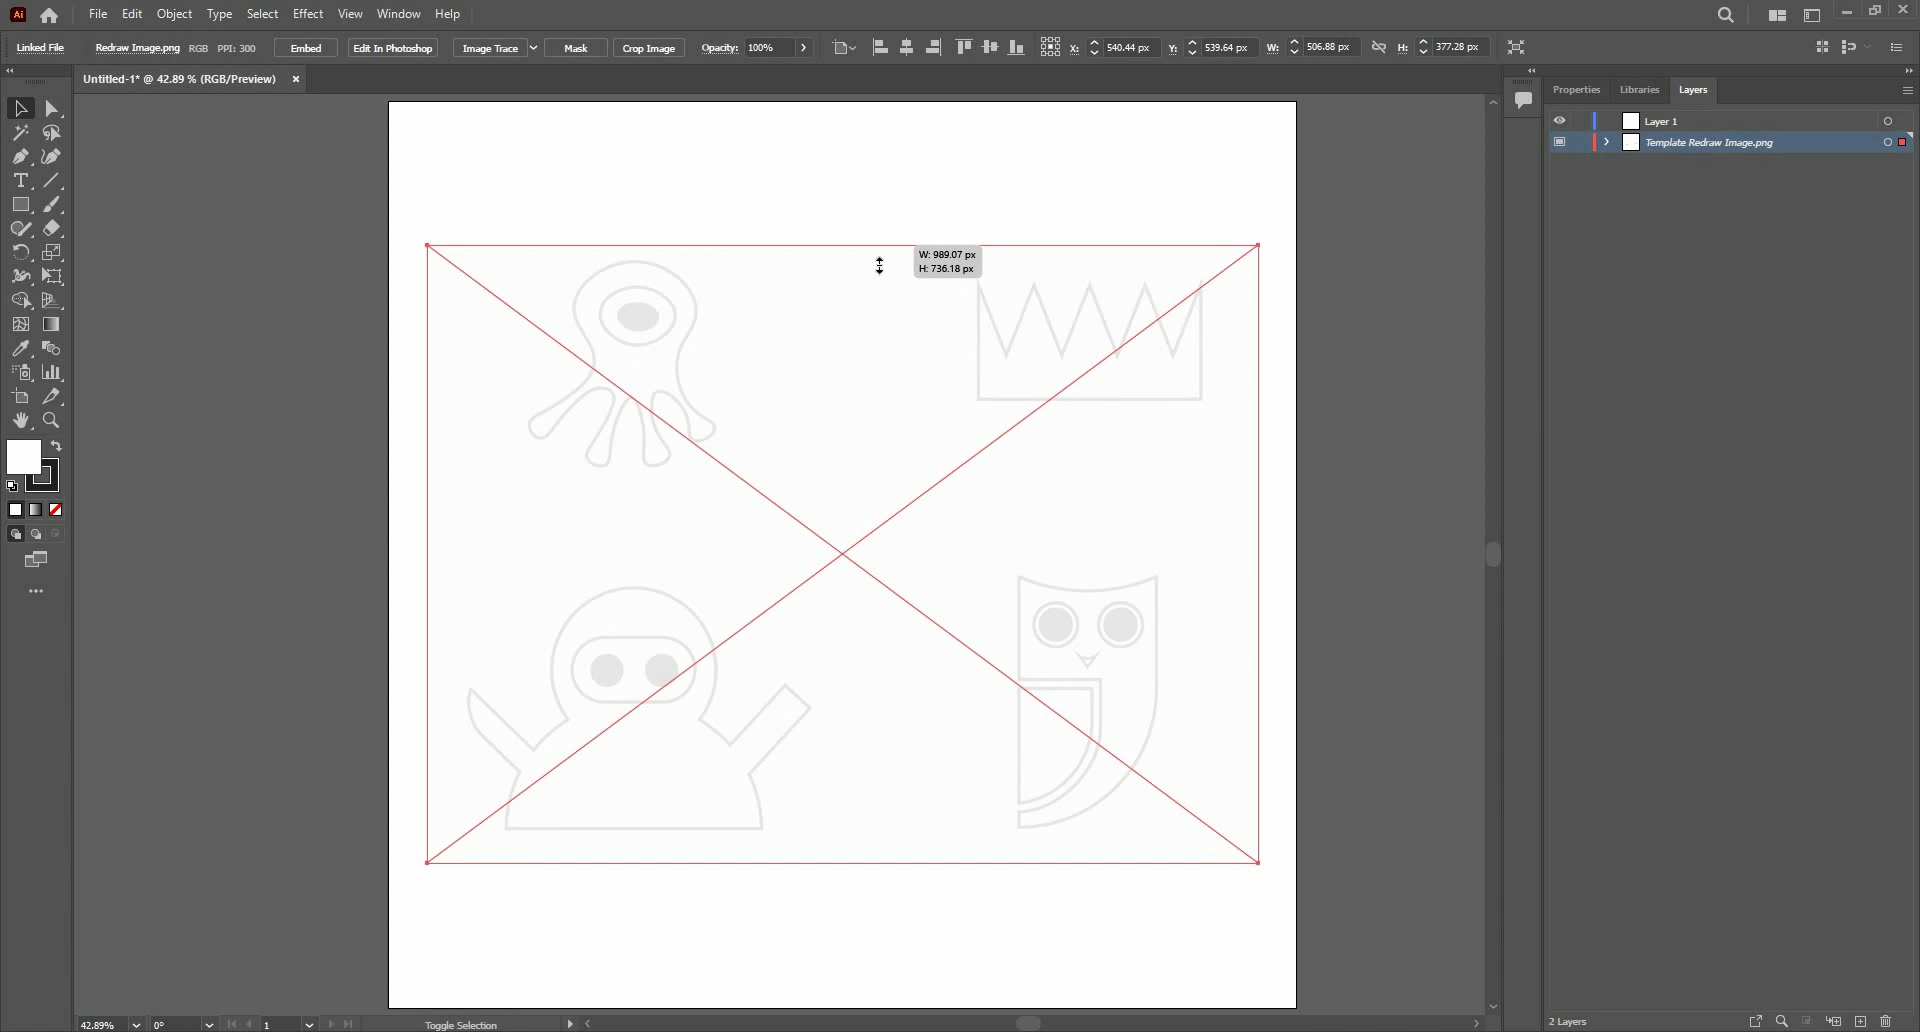 Ai File Edit Object Type Select Effect View Window Help
Linked File Redraw Image.png RGB PPI: 300 Embed Edit In Photoshop Image Trace Mask Crop Image Opacity: 100% X: 540.44 px Y: 539.64 px W: 506.88 px H: 377.28 px
Untitled-1* @ 42.89 % (RGB/Preview)
Properties Libraries Layers
Layer 1
Template Redraw Image.png
W: 989.07 px
H: 736.18 px
42.89% 0° 1 Toggle Selection
2 Layers